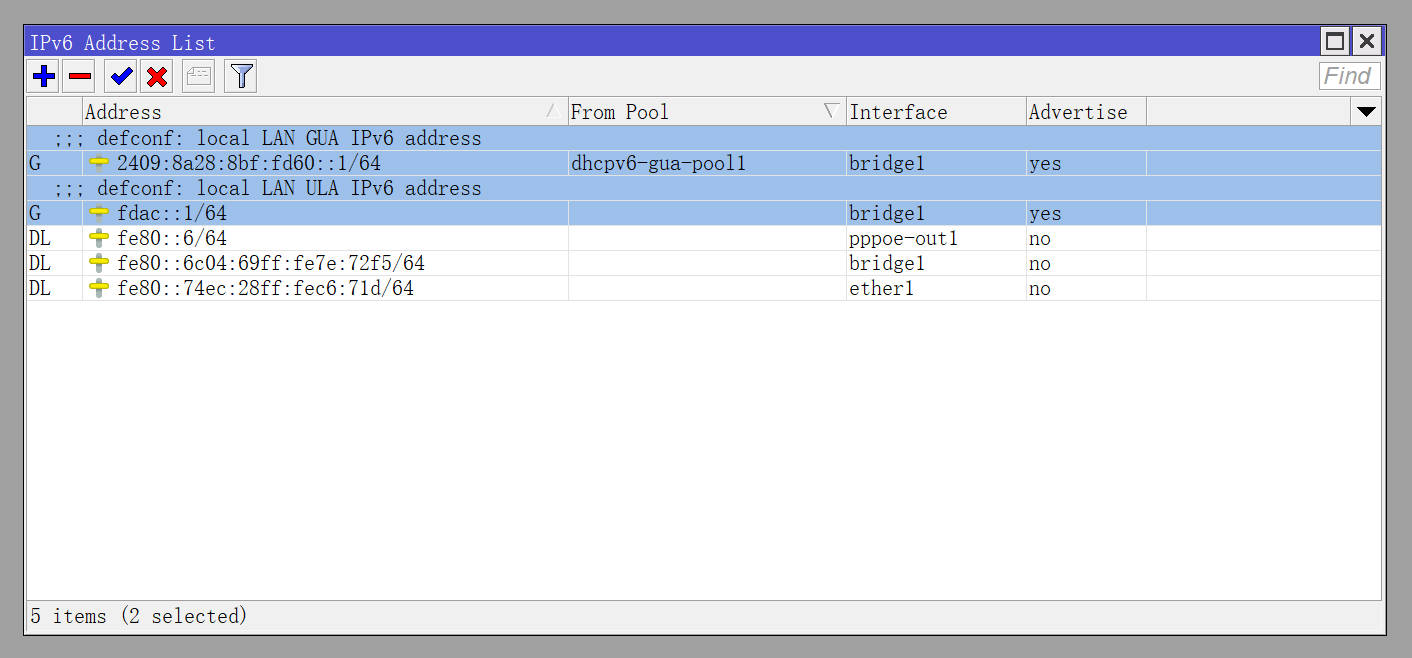 IPv6 Address List
Find
Address From Pool Interface Advertise
;;; defconf: local LAN GUA IPv6 address
G 2409:8a28:8bf:fd60::1/64 dhcpv6-gua-pool1 bridge1 yes
;;; defconf: local LAN ULA IPv6 address
G fdac::1/64 bridge1 yes
DL fe80::6/64 pppoe-out1 no
DL fe80::6c04:69ff:fe7e:72f5/64 bridge1 no
DL fe80::74ec:28ff:fec6:71d/64 ether1 no
5 items (2 selected)